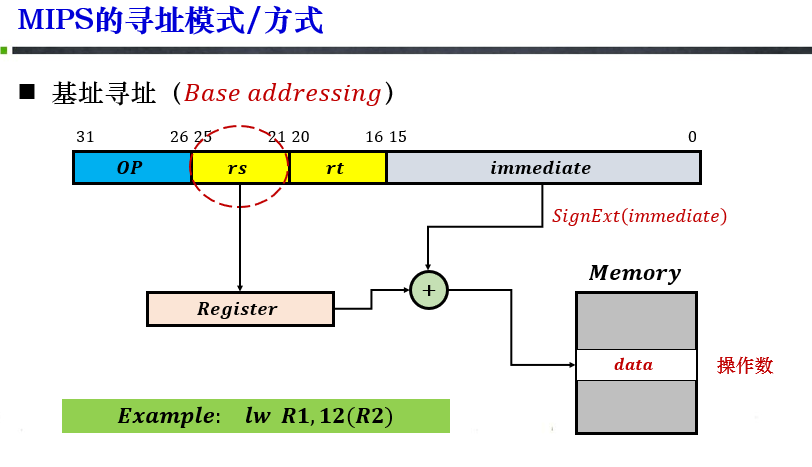 MIPS的寻址模式/方式
■ 基址寻址（Base addressing）
31 26 25 21 20 16 15 0
OP rs rt immediate
SignExt(immediate)
Memory
Register
+
data 操作数
Example: lw R1, 12(R2)